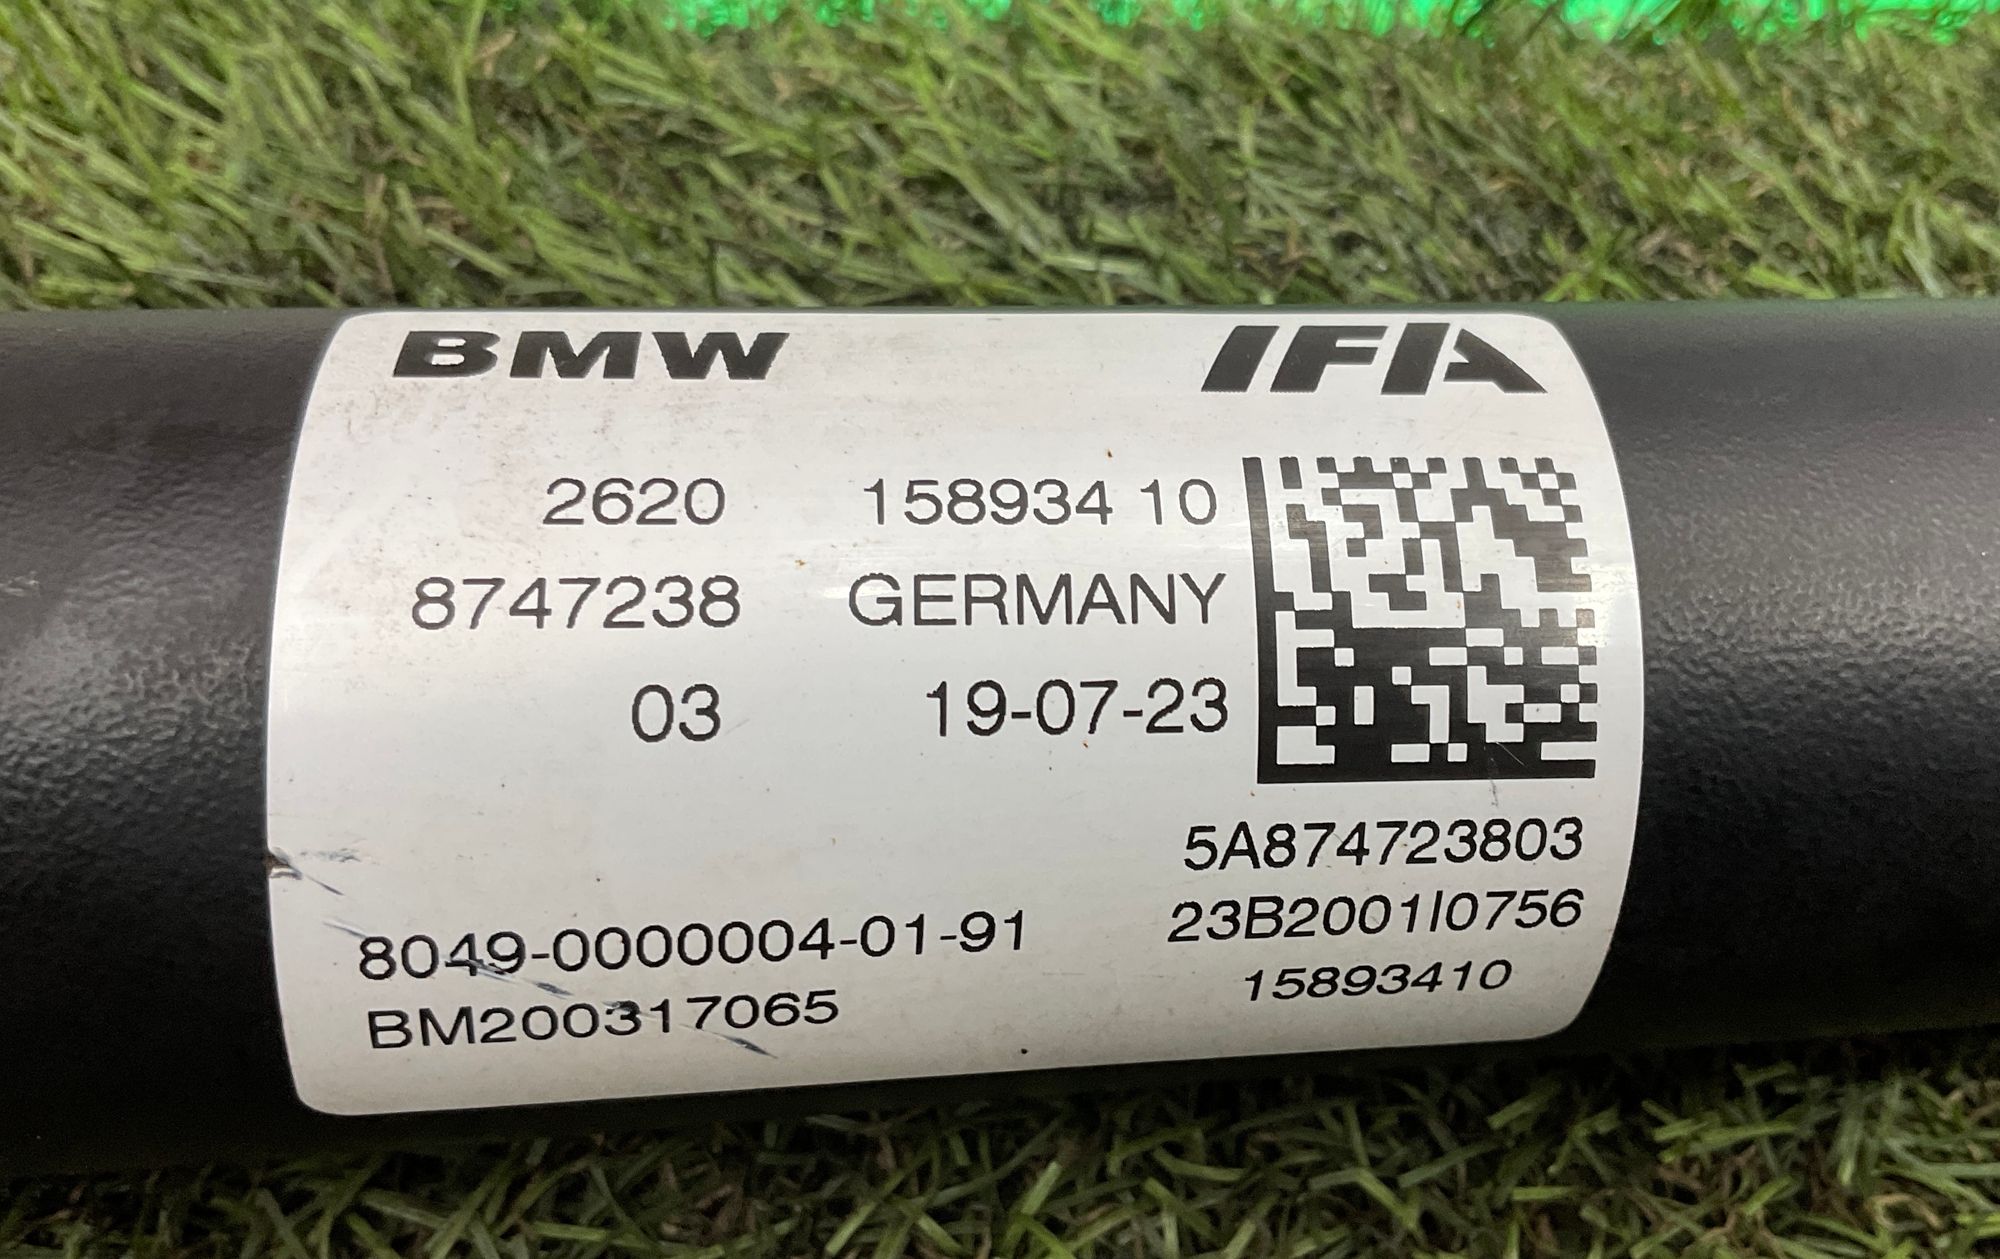 BMW IFA
2620 158934 10
8747238 GERMANY
03 19-07-23
5A874723803
8049-0000004-01-91 23B2001I0756
BM200317065 15893410